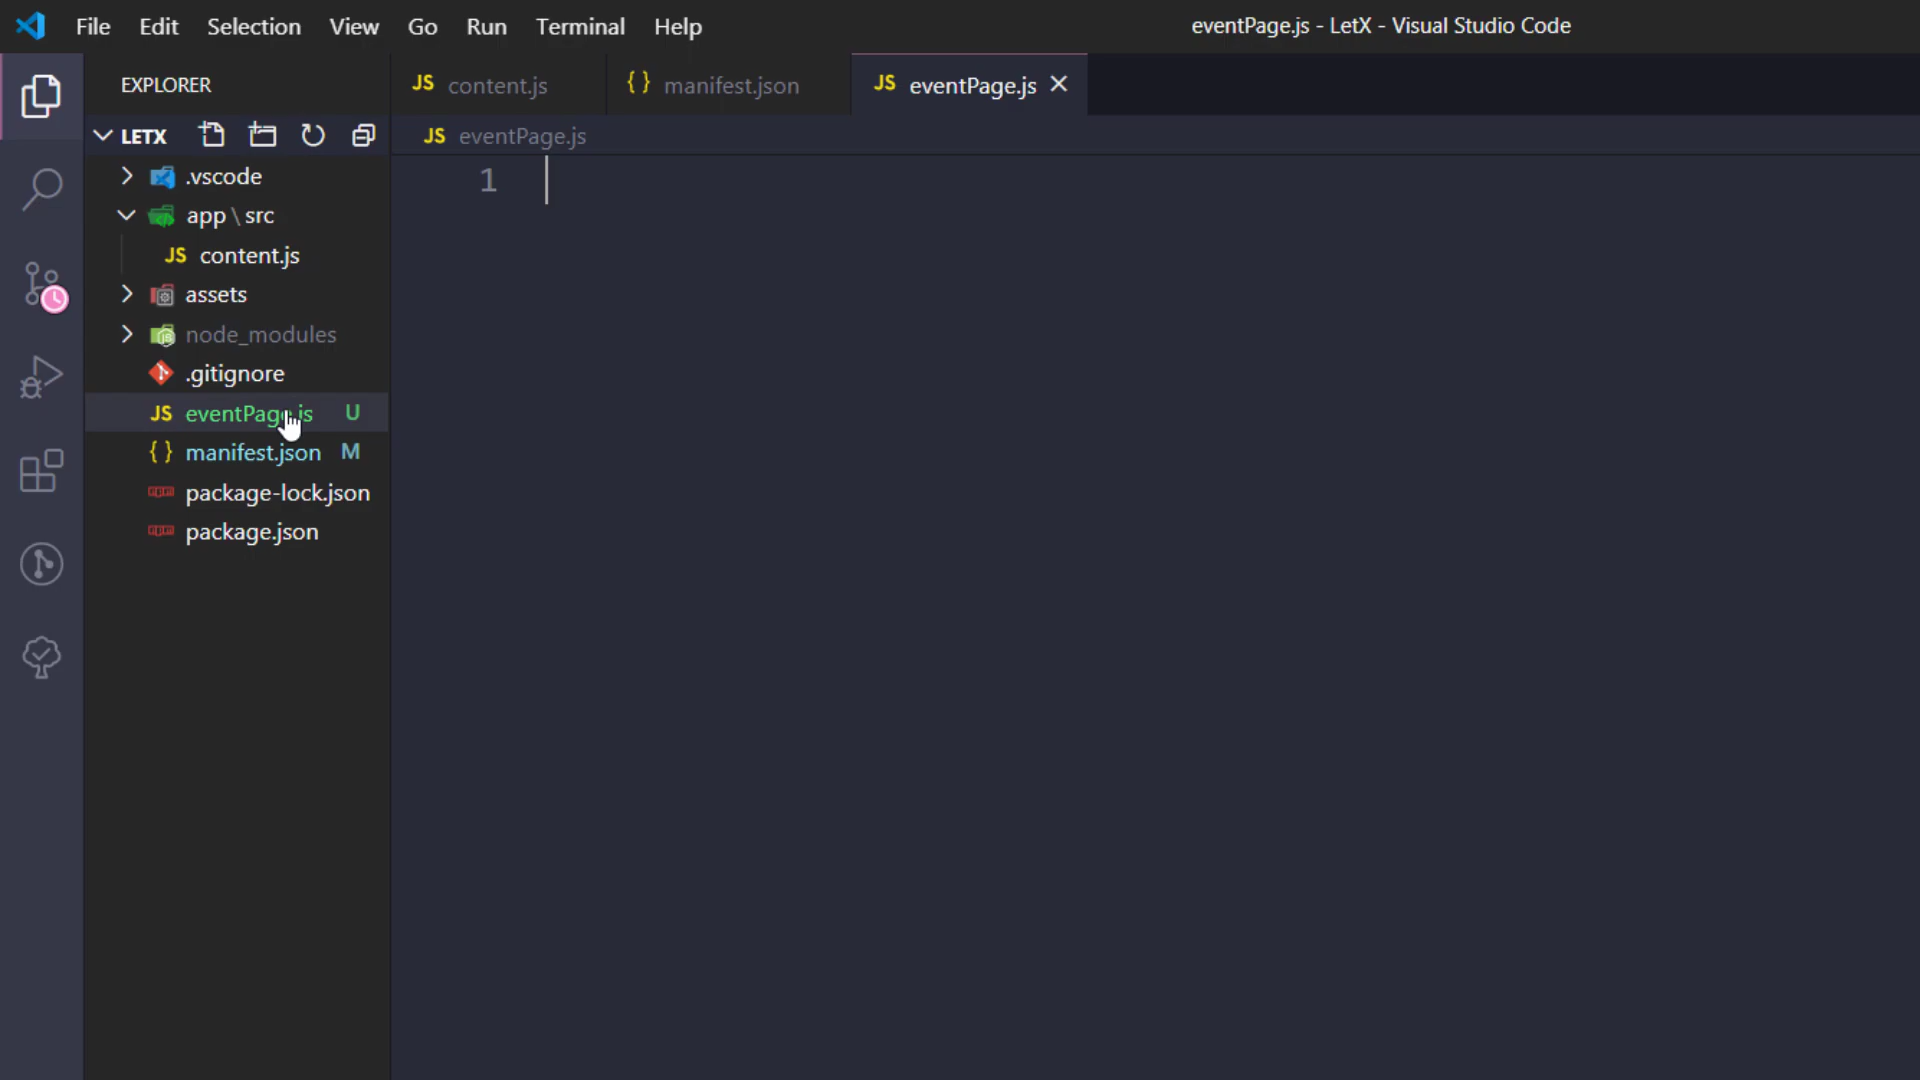 File Edit Selection View Go Run Terminal Help
eventPage.js - LetX - Visual Studio Code
EXPLORER
JS content.js
{ } manifest.json
JS eventPage.js
LETX
JS eventPage.js
1
.vscode
app \ src
JS content.js
assets
node_modules
.gitignore
JS eventPage.js U
{ } manifest.json M
package-lock.json
package.json